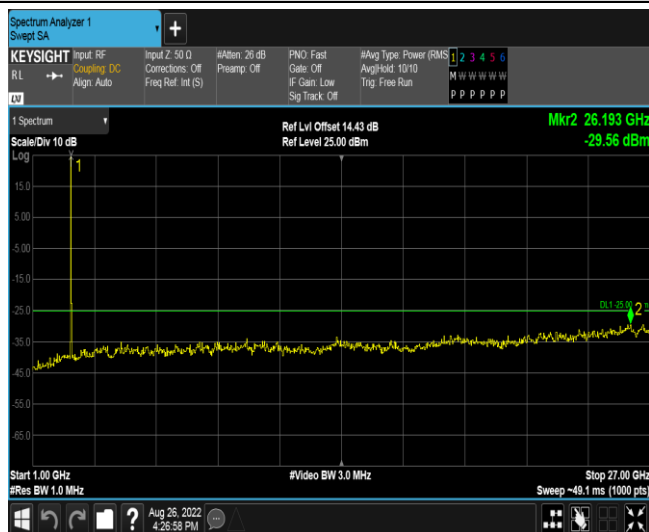 Spectrum Analyzer 1
Swept SA
+
KEYSIGHT
RL
Input: RF
Coupling: DC
Align: Auto
Input Z: 50 Ω
Corrections: Off
Freq Ref: Int (S)
#Atten: 26 dB
Preamp: Off
PNO: Fast
Gate: Off
IF Gain: Low
Sig Track: Off
#Avg Type: Power (RMS
Avg|Hold: 10/10
Trig: Free Run
1 2 3 4 5 6
M W W W W W
P P P P P P
1 Spectrum
Scale/Div 10 dB
Ref Lvl Offset 14.43 dB
Ref Level 25.00 dBm
Mkr2 26.193 GHz
-29.56 dBm
Log
1
15.0
5.00
-5.00
-15.0
-25.0
DL1 -25.00
2
-35.0
-45.0
-55.0
-65.0
Start 1.00 GHz
#Video BW 3.0 MHz
Stop 27.00 GHz
#Res BW 1.0 MHz
Sweep ~49.1 ms (1000 pts)
?
Aug 26, 2022
4:26:58 PM